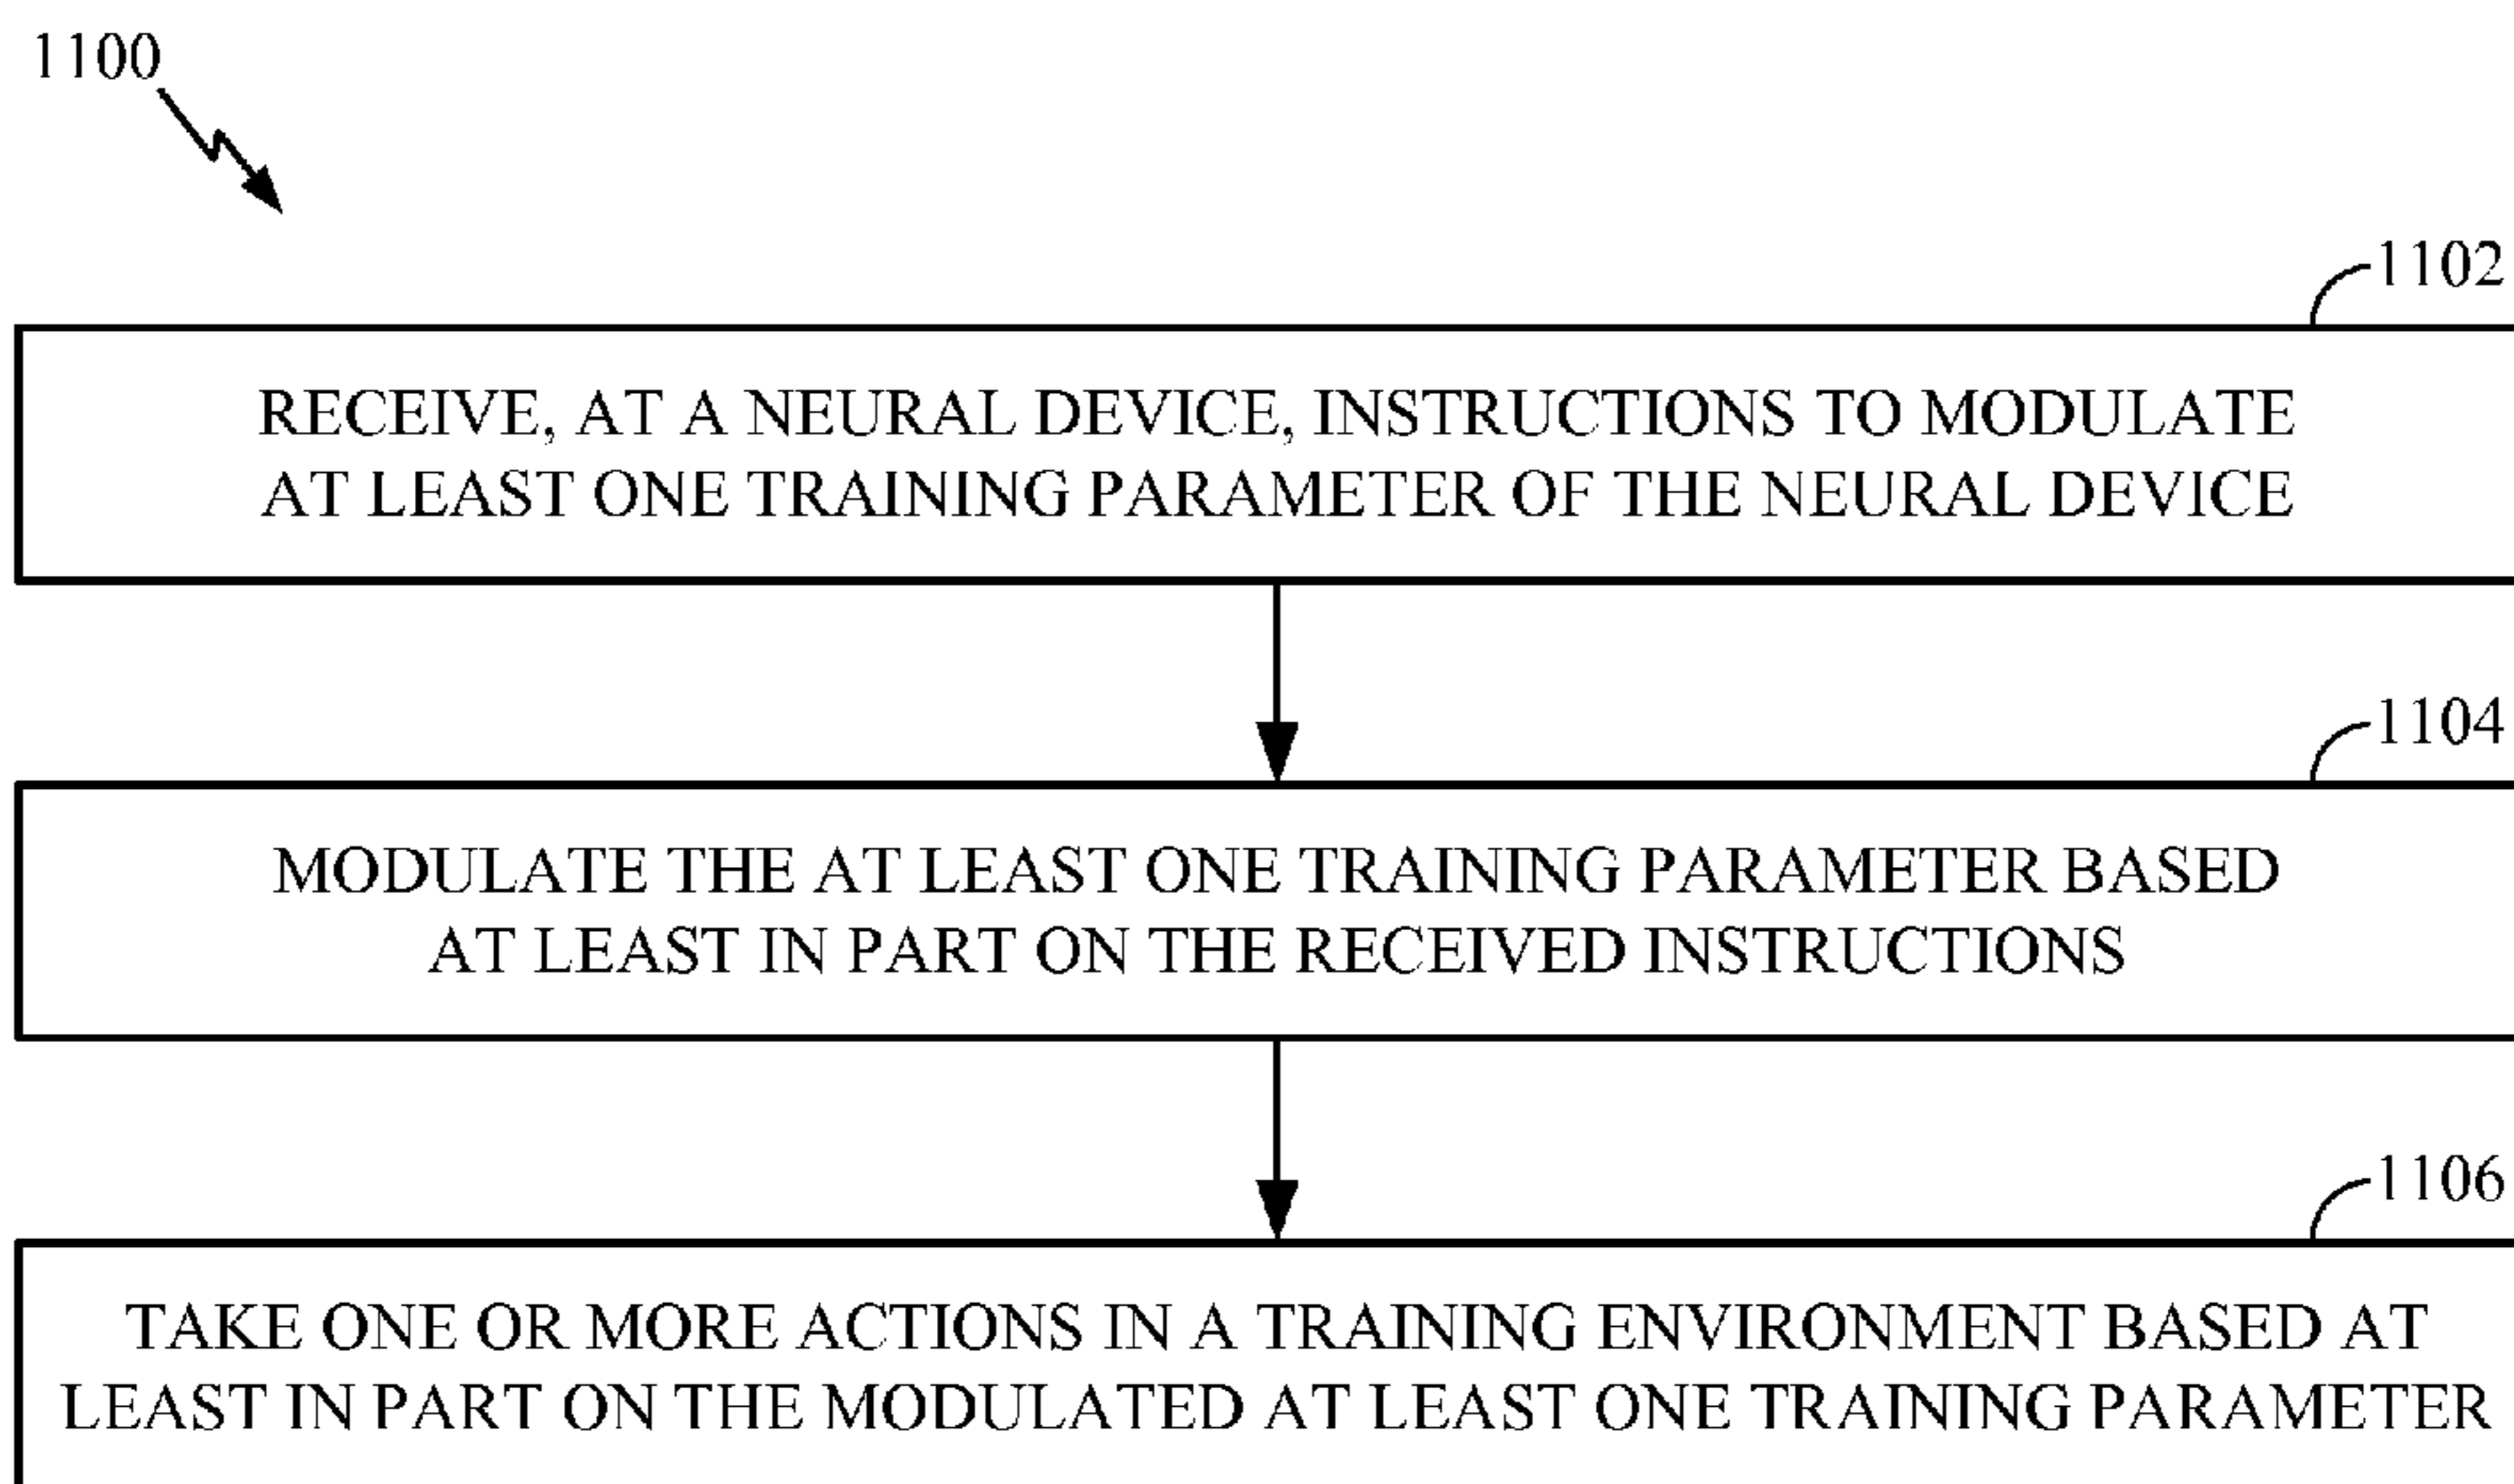 1100
1102
RECEIVE, AT A NEURAL DEVICE, INSTRUCTIONS TO MODULATE
AT LEAST ONE TRAINING PARAMETER OF THE NEURAL DEVICE
1104
MODULATE THE AT LEAST ONE TRAINING PARAMETER BASED
AT LEAST IN PART ON THE RECEIVED INSTRUCTIONS
1106
TAKE ONE OR MORE ACTIONS IN A TRAINING ENVIRONMENT BASED AT
LEAST IN PART ON THE MODULATED AT LEAST ONE TRAINING PARAMETER